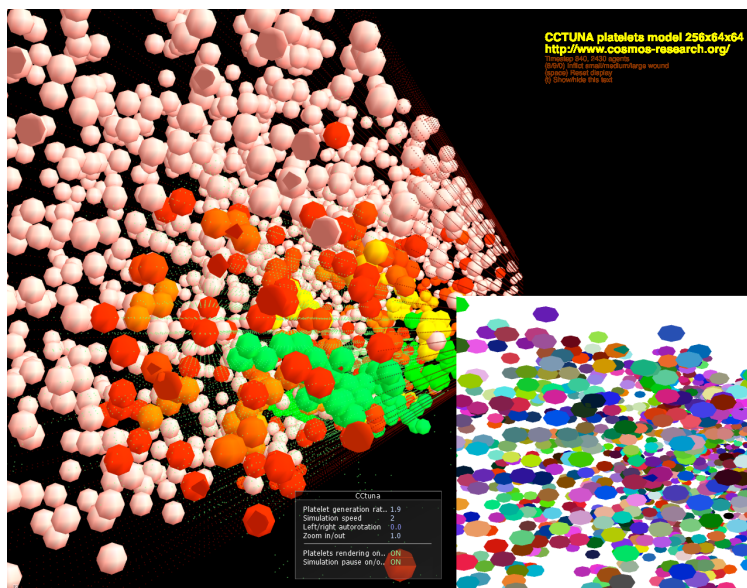 CCTUNA platelets model 256x64x64
http://www.cosmos-research.org/
Timestep 540, 2430 agents
(8/9/0) Inflict small/medium/large wound
(space) Reset display
(f) Show/hide this text
CCtuna
Platelet generation rat.. 1.9
Simulation speed 2
Left/right autorotation 0.0
Zoom in/out 1.0
Platelets rendering on.. ON
Simulation pause on/o.. ON